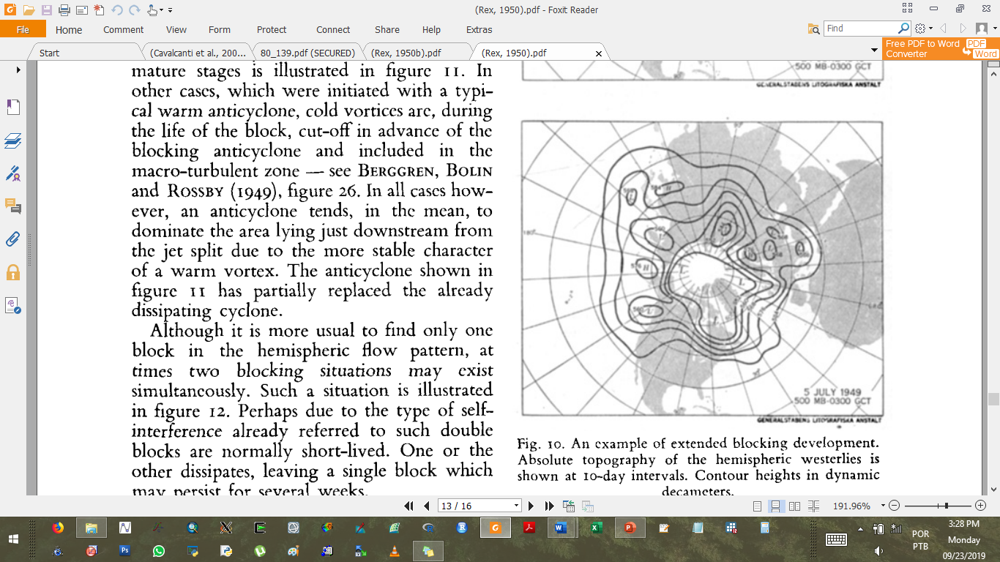 (Rex, 1950).pdf - Foxit Reader
File
Home
Comment
View
Form
Protect
Connect
Share
Help
Extras
Find
Start
(Cavalcanti et al., 200...
80_139.pdf (SECURED)
(Rex, 1950b).pdf
(Rex, 1950).pdf
Free PDF to Word
Converter
PDF
Word
mature stages is illustrated in figure 11. In
other cases, which were initiated with a typi-
cal warm anticyclone, cold vortices are, during
the life of the block, cut-off in advance of the
blocking anticyclone and included in the
macro-turbulent zone — see BERGGREN, BOLIN
and ROSSBY (1949), figure 26. In all cases how-
ever, an anticyclone tends, in the mean, to
dominate the area lying just downstream from
the jet split due to the more stable character
of a warm vortex. The anticyclone shown in
figure 11 has partially replaced the already
dissipating cyclone.
Although it is more usual to find only one
block in the hemispheric flow pattern, at
times two blocking situations may exist
simultaneously. Such a situation is illustrated
in figure 12. Perhaps due to the type of self-
interference already referred to such double
blocks are normally short-lived. One or the
other dissipates, leaving a single block which
may persist for several weeks.
500 MB-0300 GCT
GENERALSTABENS LITOGRAFISKA ANSTALT
5 JULY 1949
500 MB-0300 GCT
GENERALSTABENS LITOGRAFISKA ANSTALT
Fig. 10. An example of extended blocking development.
Absolute topography of the hemispheric westerlies is
shown at 10-day intervals. Contour heights in dynamic
decameters.
13 / 16
191.96%
POR
PTB
3:28 PM
Monday
09/23/2019